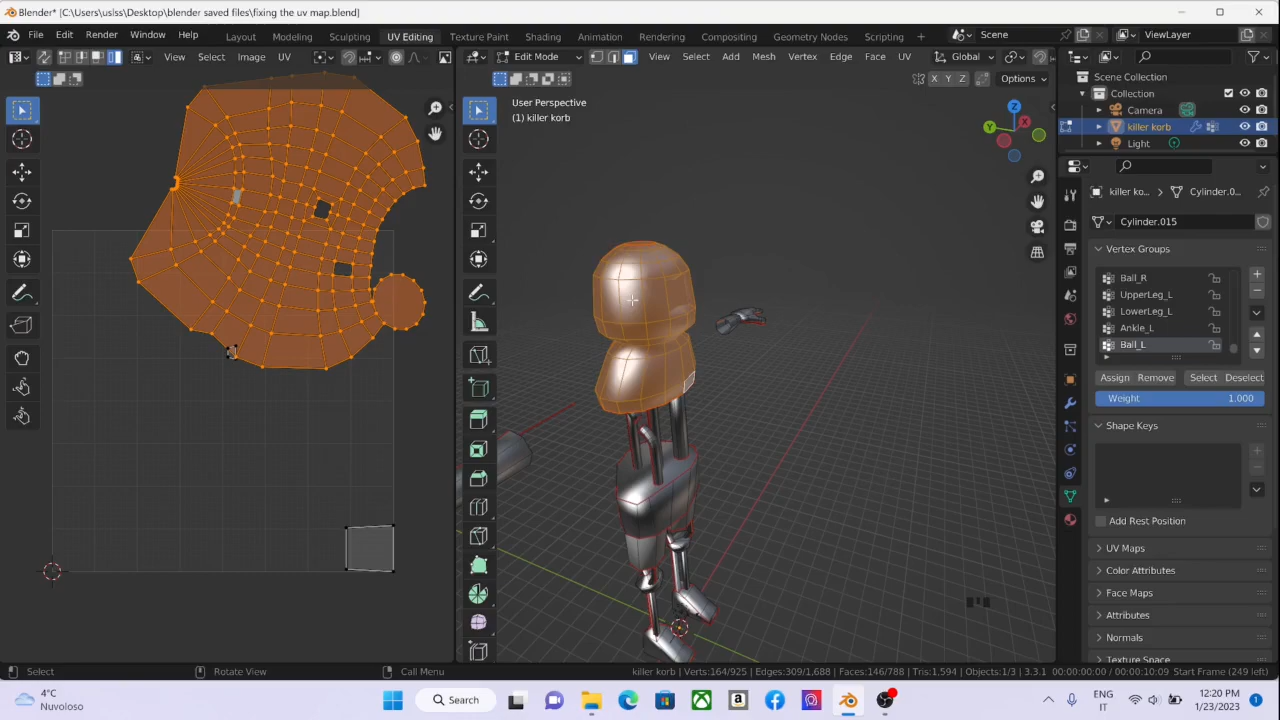 Blender* [C:\Users\uslss\Desktop\blender saved files\fixing the uv map.blend]
File Edit Render Window Help Layout Modeling Sculpting UV Editing Texture Paint Shading Animation Rendering Compositing Geometry Nodes Scripting Scene ViewLayer
View Select Image UV Edit Mode View Select Add Mesh Vertex Edge Face UV Global
X Y Z Options
Scene Collection
Collection
Camera
killer korb
Light
User Perspective
(1) killer korb
Z
Y
X
killer ko... Cylinder.0...
Cylinder.015
Vertex Groups
Ball_R
UpperLeg_L
LowerLeg_L
Ankle_L
Ball_L
Assign Remove Select Deselect
Weight 1.000
Shape Keys
Add Rest Position
UV Maps
Color Attributes
Face Maps
Attributes
Normals
Texture Space
Select Rotate View Call Menu killer korb | Verts:164/925 | Edges:309/1,688 | Faces:146/788 | Tris:1,594 | Objects:1/3 | 3.3.1 00:00:00:00 / 00:00:10:09 Start Frame (249 left)
4°C
Nuvoloso
Search
ENG
IT
12:20 PM
1/23/2023
1